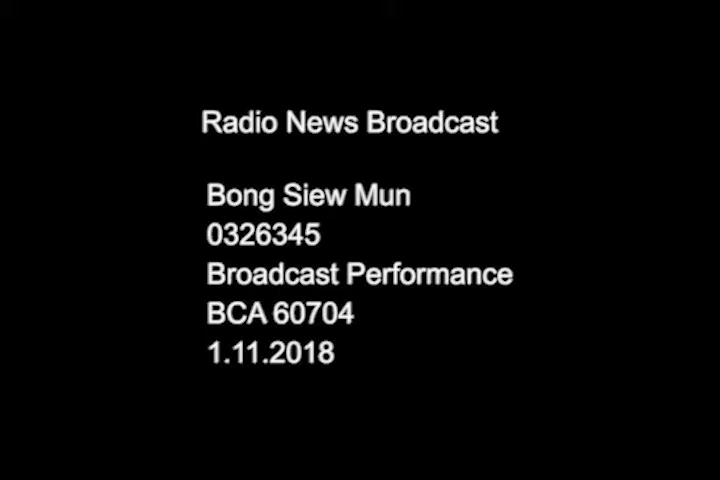 Radio News Broadcast
Bong Siew Mun
0326345
Broadcast Performance
BCA 60704
1.11.2018